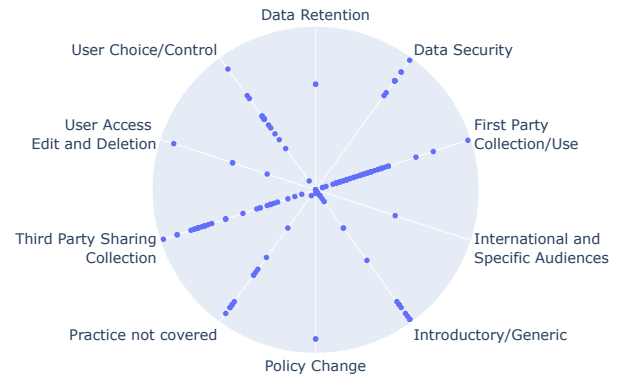 Data Retention
User Choice/Control
Data Security
User Access
Edit and Deletion
First Party
Collection/Use
Third Party Sharing
Collection
International and
Specific Audiences
Practice not covered
Introductory/Generic
Policy Change